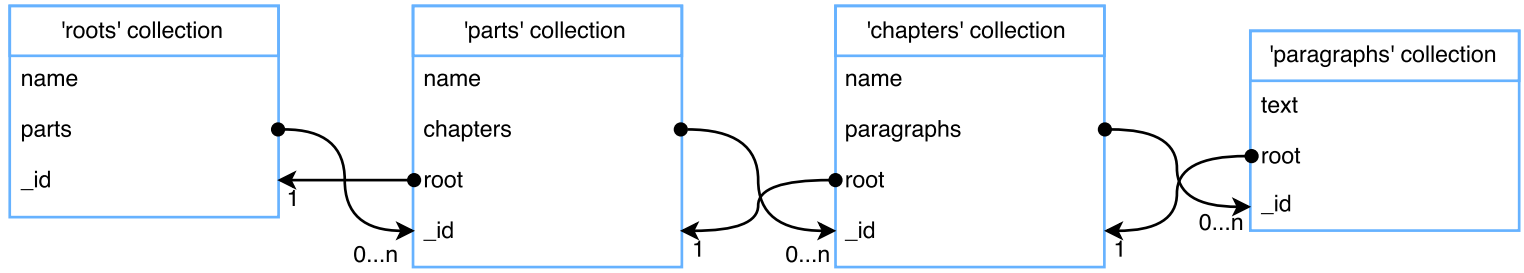 'roots' collection
name
parts
_id
1
'parts' collection
name
chapters
root
_id
0...n
1
'chapters' collection
name
paragraphs
root
_id
0...n
1
'paragraphs' collection
text
root
_id
0...n